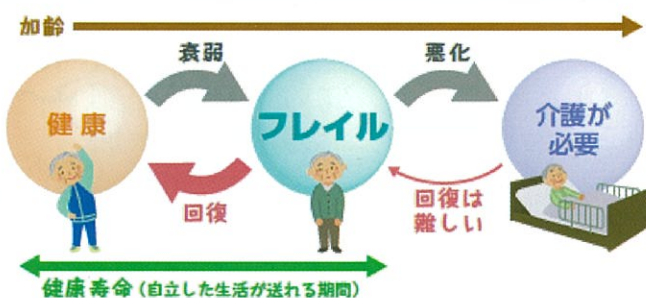 加齢
衰弱
悪化
健康
フレイル
介護が
必要
回復
回復は
難しい
健康寿命(自立した生活が送れる期間)